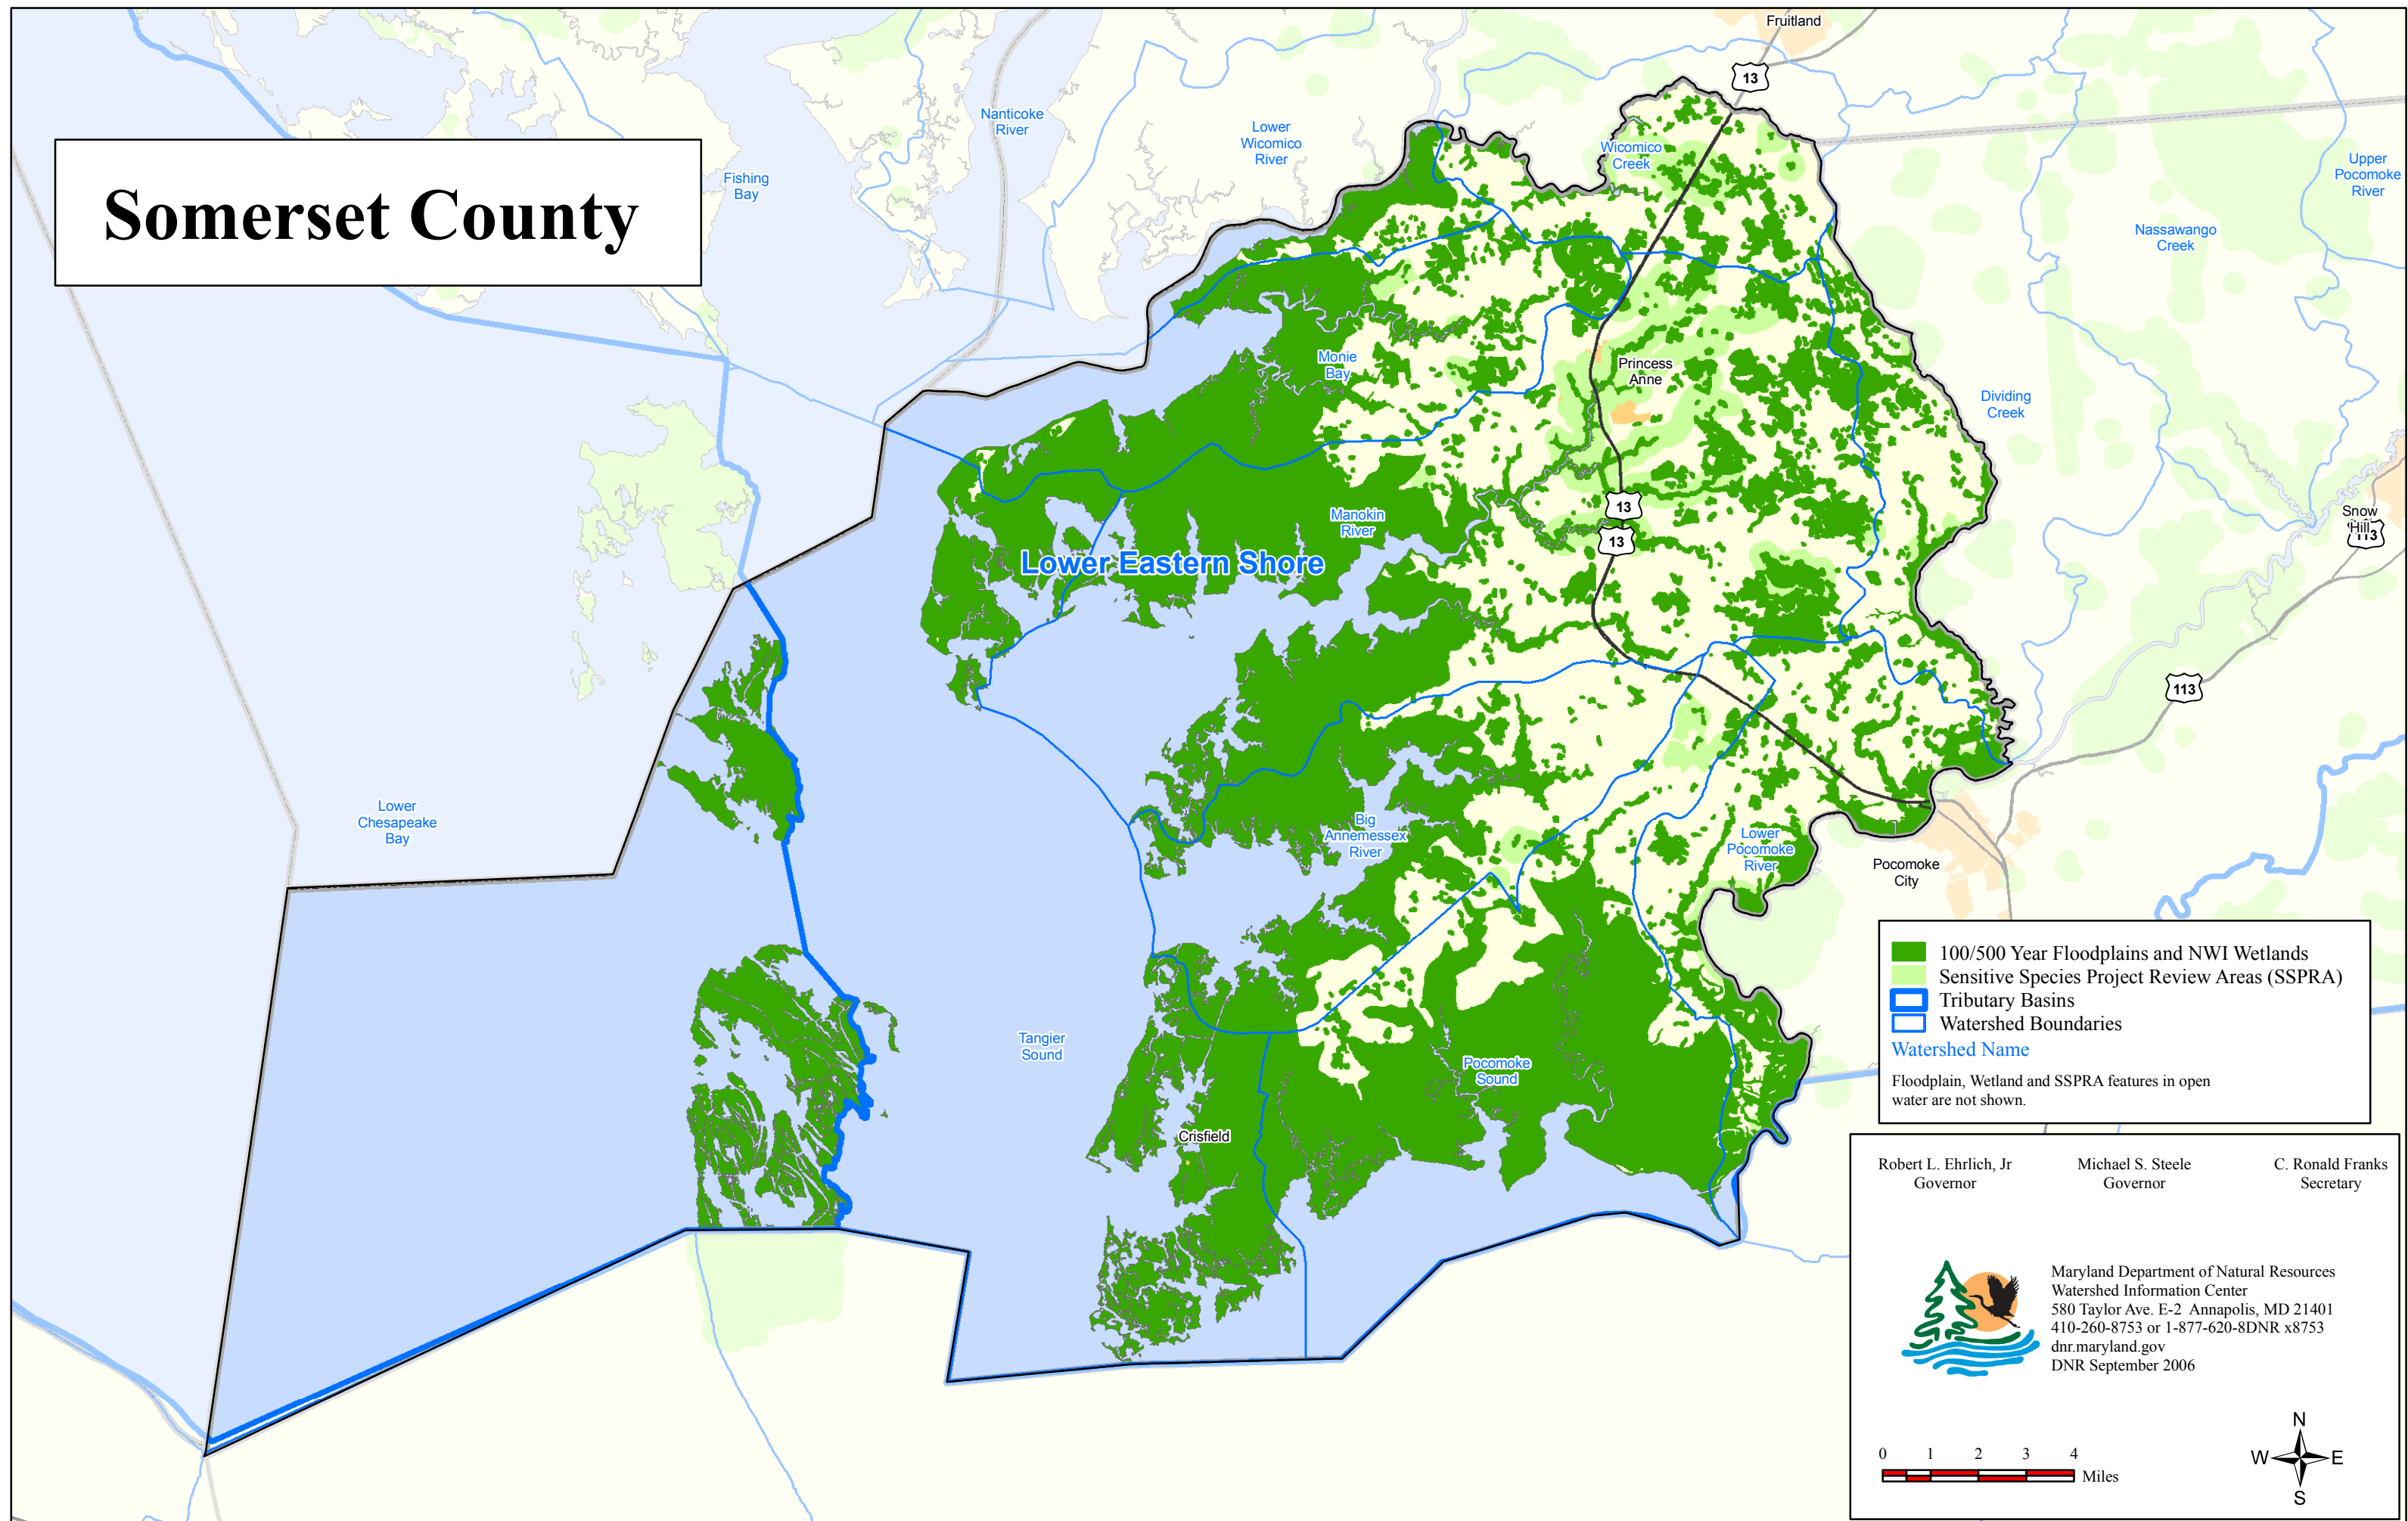 Fruitland
13
Nanticoke
River
Lower
Wicomico
River
Wicomico
Creek
Upper
Pocomoke
River
Fishing
Bay
Somerset County
Nassawango
Creek
Monie
Bay
Princess
Anne
Dividing
Creek
Manokin
River
13
13
Snow
Hill
113
Lower Eastern Shore
113
Lower
Chesapeake
Bay
Big
Annemessex
River
Lower
Pocomoke
River
Pocomoke
City
Tangier
Sound
Pocomoke
Sound
Crisfield
100/500 Year Floodplains and NWI Wetlands
Sensitive Species Project Review Areas (SSPRA)
Tributary Basins
Watershed Boundaries
Watershed Name
Floodplain, Wetland and SSPRA features in open
water are not shown.
Robert L. Ehrlich, Jr
Governor
Michael S. Steele
Governor
C. Ronald Franks
Secretary
Maryland Department of Natural Resources
Watershed Information Center
580 Taylor Ave. E-2 Annapolis, MD 21401
410-260-8753 or 1-877-620-8DNR x8753
dnr.maryland.gov
DNR September 2006
0 1 2 3 4
Miles
N
W E
S